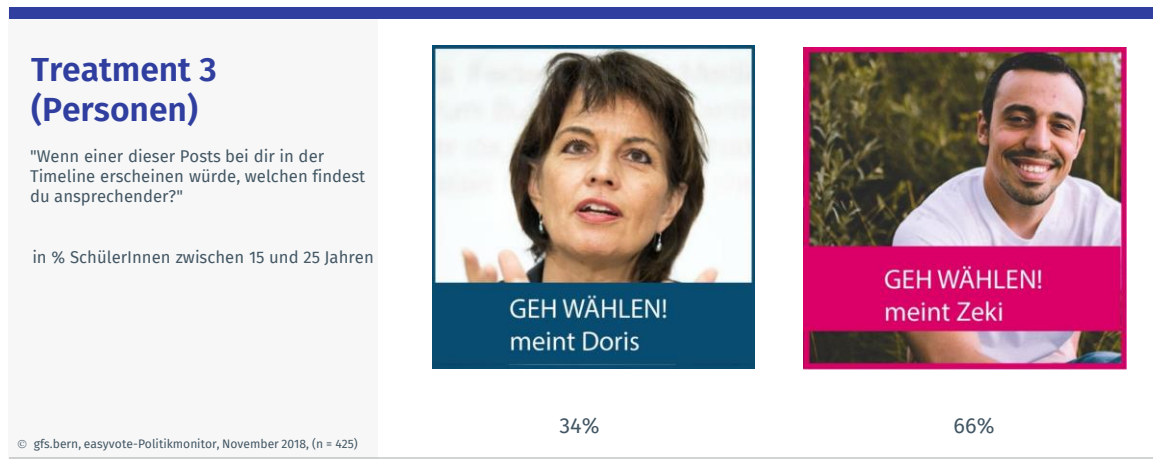 Treatment 3
(Personen)
"Wenn einer dieser Posts bei dir in der
Timeline erscheinen würde, welchen findest
du ansprechender?"
in % SchülerInnen zwischen 15 und 25 Jahren
© gfs.bern, easyvote-Politikmonitor, November 2018, (n = 425)
GEH WÄHLEN!
meint Doris
34%
GEH WÄHLEN!
meint Zeki
66%